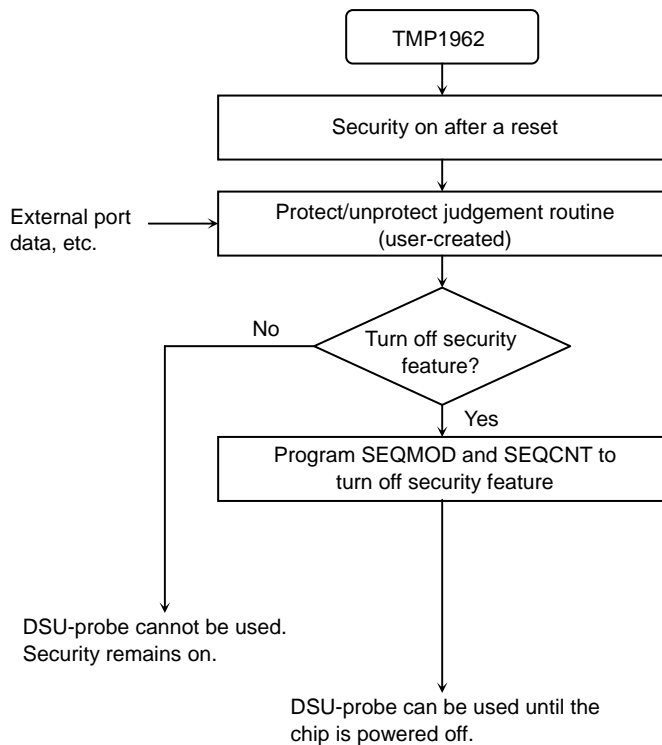 TMP1962
Security on after a reset
External port
data, etc.
Protect/unprotect judgement routine
(user-created)
No
Turn off security
feature?
Yes
Program SEQMOD and SEQCNT to
turn off security feature
DSU-probe cannot be used.
Security remains on.
DSU-probe can be used until the
chip is powered off.